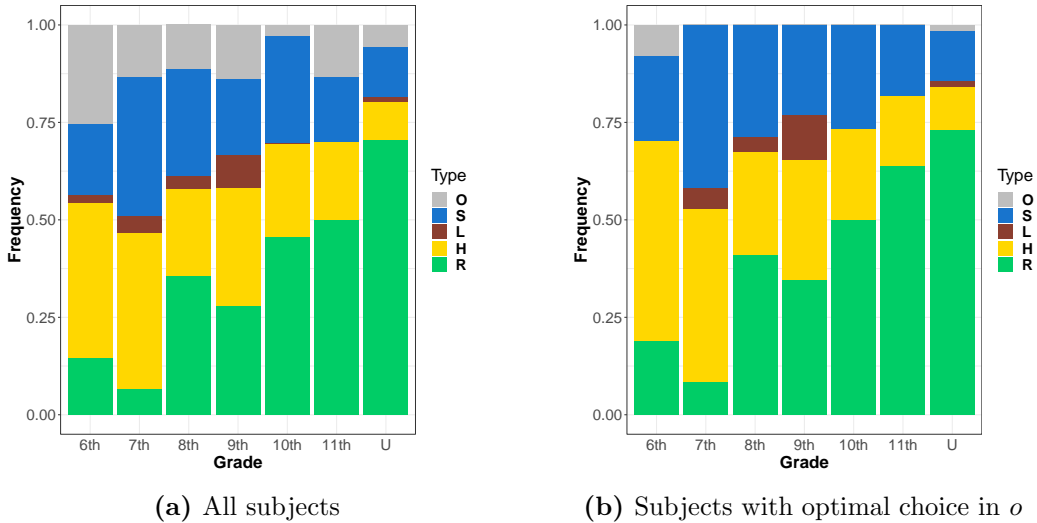 1.00
0.75
0.50
0.25
0.00
Frequency
6th 7th 8th 9th 10th 11th U
Grade
Type
O
S
L
H
R
(a) All subjects
1.00
0.75
0.50
0.25
0.00
Frequency
6th 7th 8th 9th 10th 11th U
Grade
Type
O
S
L
H
R
(b) Subjects with optimal choice in o